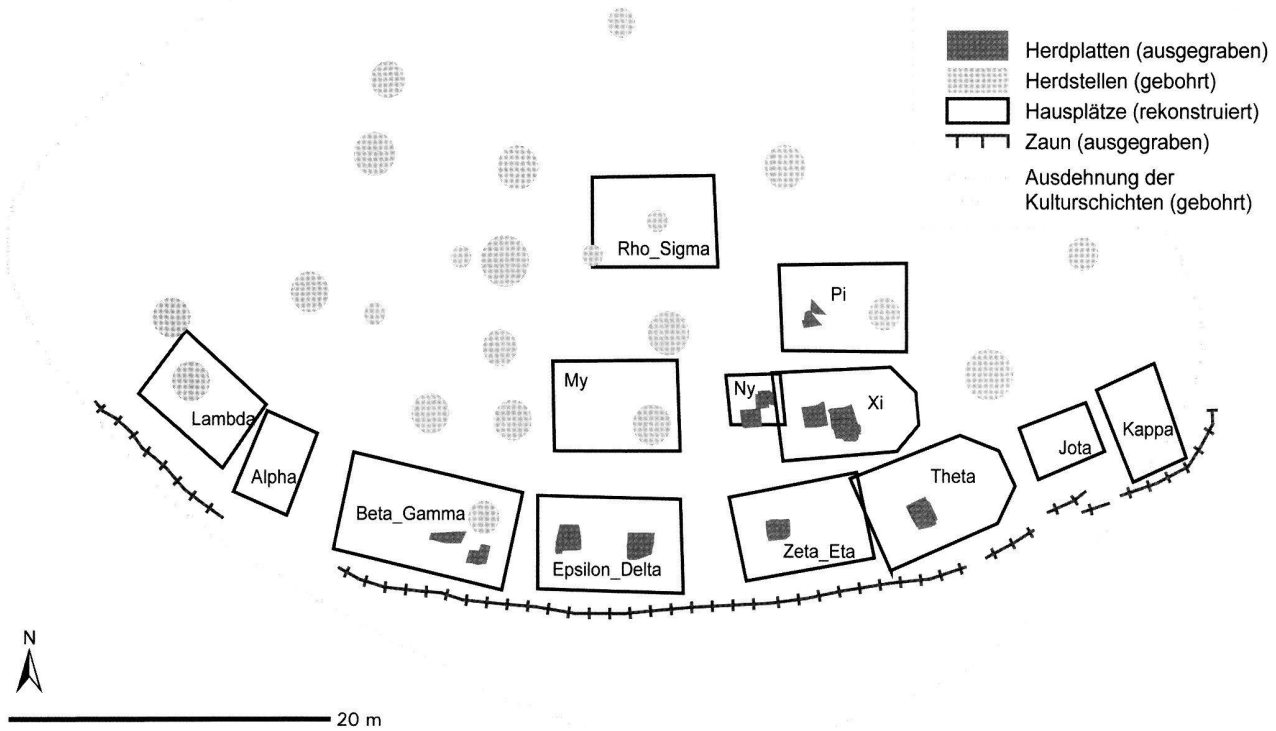 Herdplatten (ausgegraben)
Herdstellen (gebohrt)
Hausplätze (rekonstruiert)
Zaun (ausgegraben)
Ausdehnung der
Kulturschichten (gebohrt)
Rho_Sigma
Pi
My
Ny
Xi
Lambda
Alpha
Jota
Kappa
Theta
Beta_Gamma
Zeta_Eta
Epsilon_Delta
N
20 m